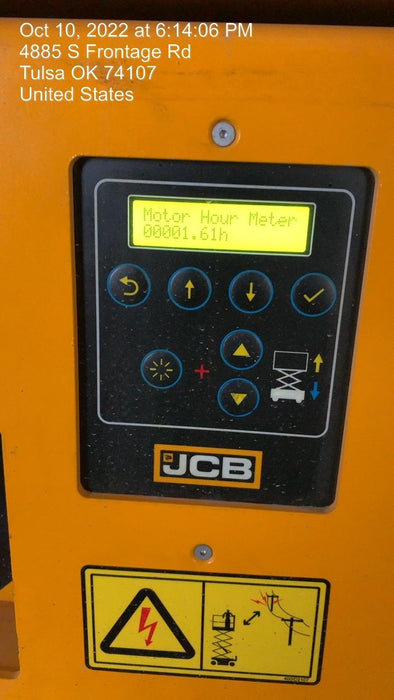 Oct 10, 2022 at 6:14:06 PM
4885 S Frontage Rd
Tulsa OK 74107
United States
Motor Hour Meter
00001.61h
JCB